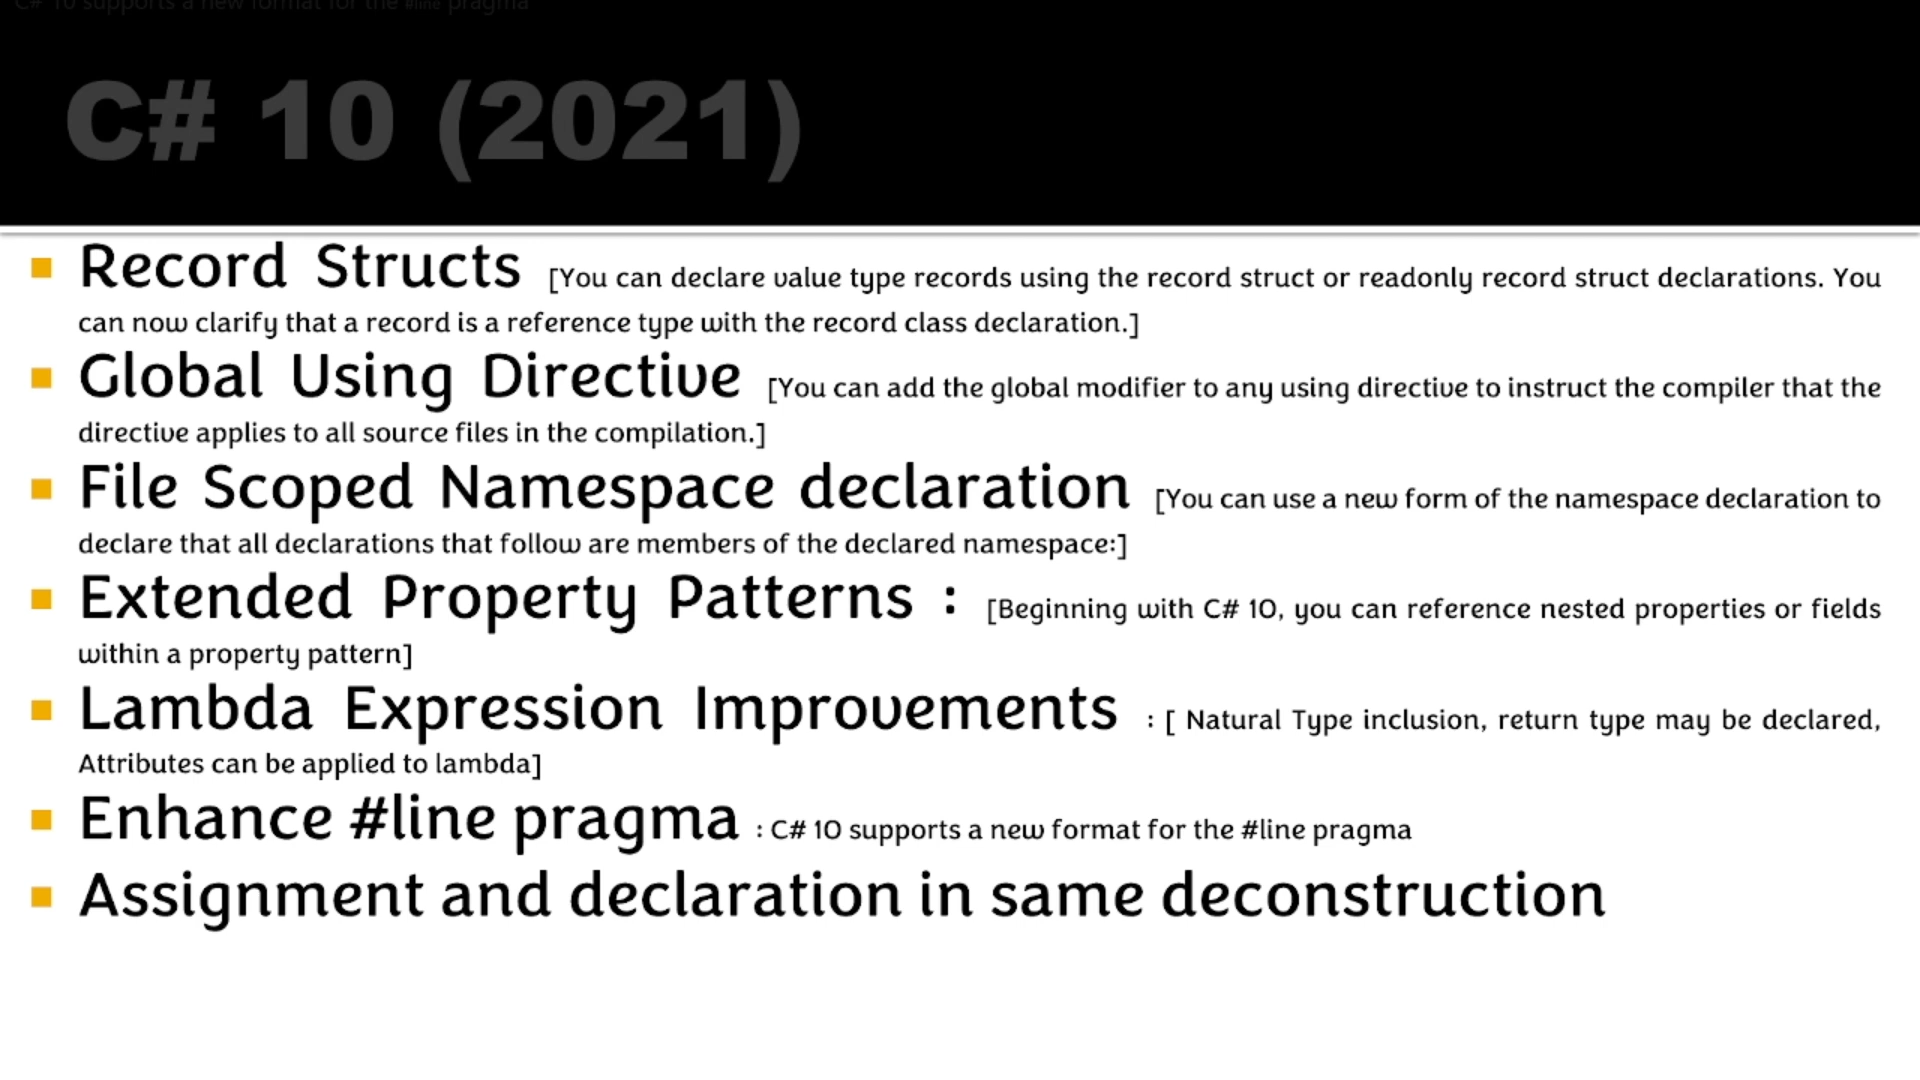 C# 10 supports a new format for the #line pragma
C# 10 (2021)
Record Structs [You can declare value type records using the record struct or readonly record struct declarations. You
can now clarify that a record is a reference type with the record class declaration.]
Global Using Directive [You can add the global modifier to any using directive to instruct the compiler that the
directive applies to all source files in the compilation.]
File Scoped Namespace declaration [You can use a new form of the namespace declaration to
declare that all declarations that follow are members of the declared namespace:]
Extended Property Patterns : [Beginning with C# 10, you can reference nested properties or fields
within a property pattern]
Lambda Expression Improvements : [ Natural Type inclusion, return type may be declared,
Attributes can be applied to lambda]
Enhance #line pragma : C# 10 supports a new format for the #line pragma
Assignment and declaration in same deconstruction